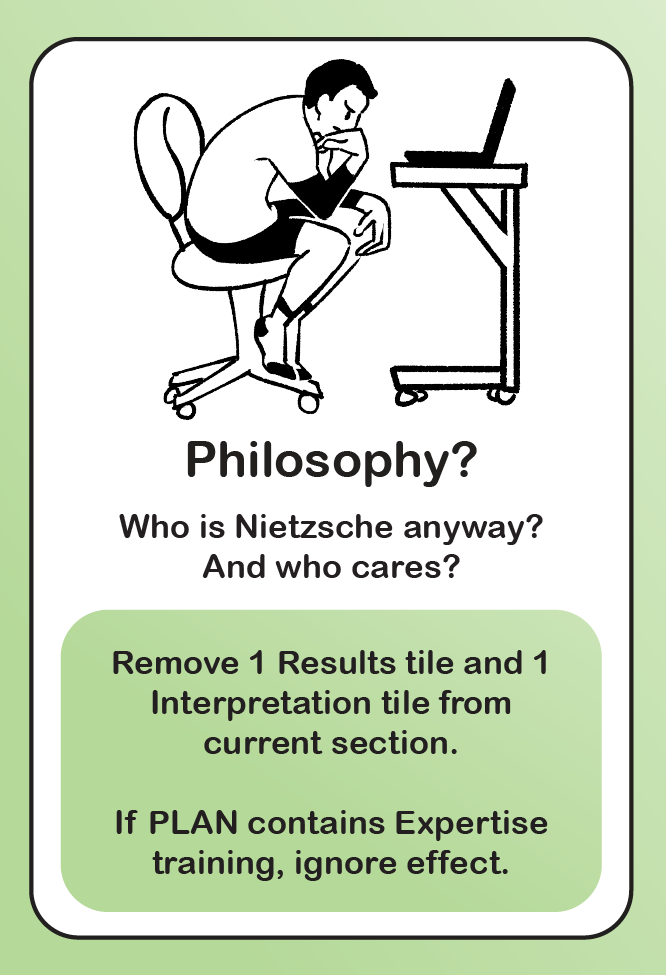 Philosophy?
Who is Nietzsche anyway?
And who cares?
Remove 1 Results tile and 1
Interpretation tile from
current section.
If PLAN contains Expertise
training, ignore effect.